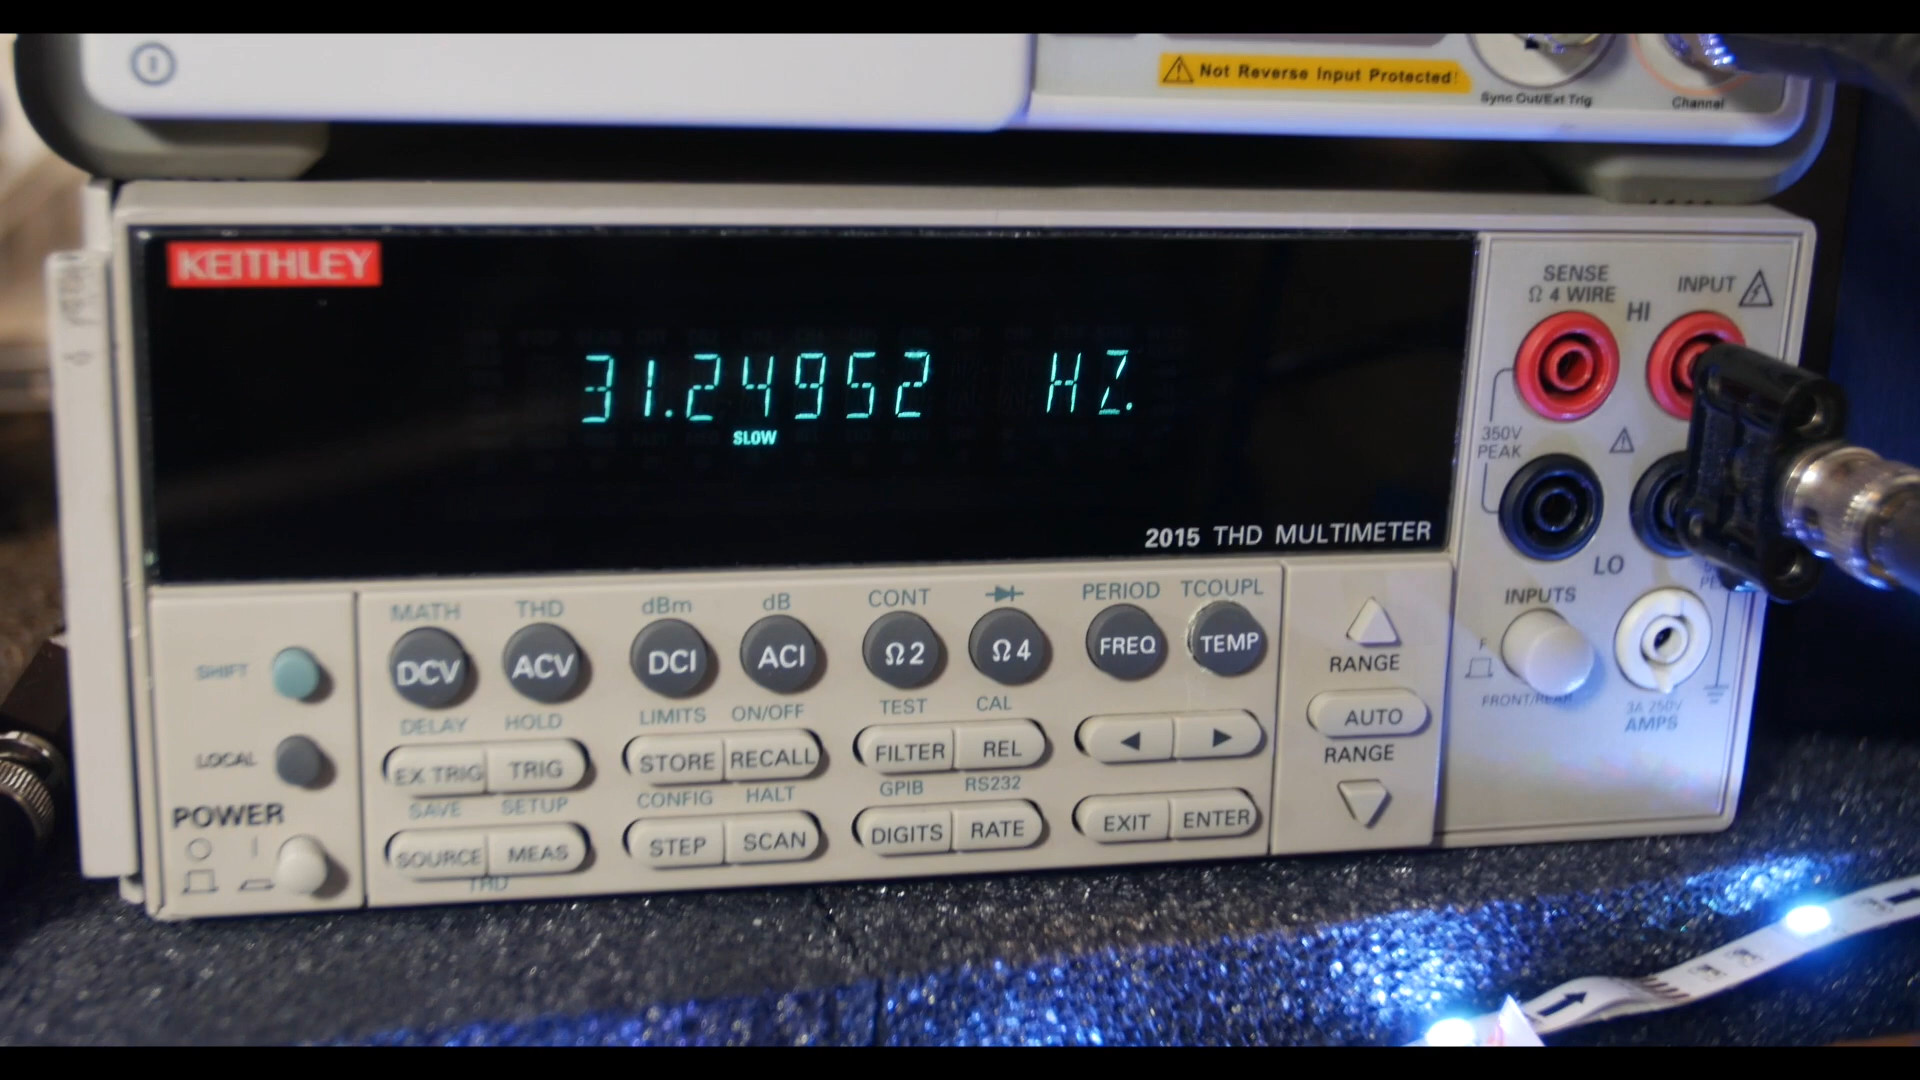 Not Reverse Input Protected!
Sync Out/Ext Trig
Channel
KEITHLEY
31.24952 HZ.
SLOW
2015 THD MULTIMETER
SENSE
Ω 4 WIRE
INPUT
HI
350V
PEAK
LO
INPUTS
F
FRONT/REAR
3A 250V
AMPS
MATH THD dBm dB CONT PERIOD TCOUPL
DCV ACV DCI ACI Ω2 Ω4 FREQ TEMP
SHIFT
DELAY HOLD LIMITS ON/OFF TEST CAL
EX TRIG TRIG STORE RECALL FILTER REL ◀ ▶
LOCAL
SAVE SETUP CONFIG HALT GPIB RS232
SOURCE MEAS STEP SCAN DIGITS RATE EXIT ENTER
THD
POWER
RANGE
AUTO
RANGE